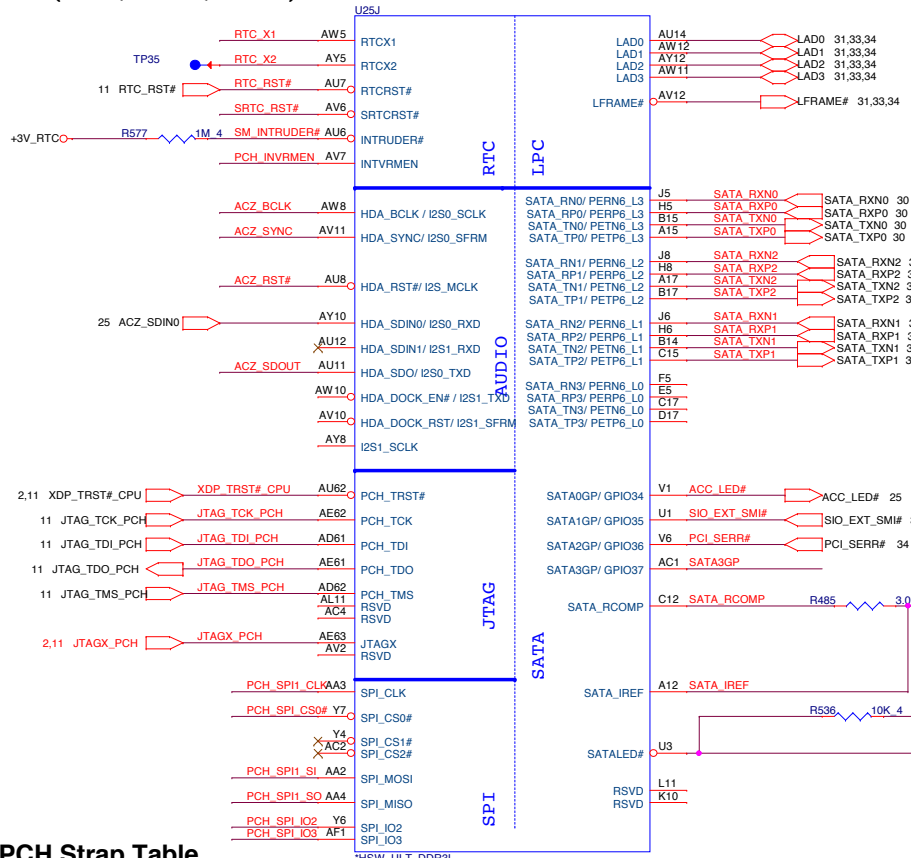 U25J
RTC_X1 AW5 RTCX1 AU14 LAD0 LAD0 31,33,34
AW12 LAD1 LAD1 31,33,34
TP35 RTC_X2 AY5 RTCX2 AY12 LAD2 LAD2 31,33,34
AW11 LAD3 LAD3 31,33,34
11 RTC_RST# RTC_RST# AU7 RTCRST#
SRTC_RST# AV6 SRTCRST# LFRAME# AV12 LFRAME# 31,33,34
+3V_RTC R577 1M_4 SM_INTRUDER# AU6 INTRUDER#
PCH_INVRMEN AV7 INTVRMEN
RTC LPC
ACZ_BCLK AW8 HDA_BCLK / I2S0_SCLK
SATA_RN0/ PERN6_L3 J5 SATA_RXN0 SATA_RXN0 30
SATA_RP0/ PERP6_L3 H5 SATA_RXP0 SATA_RXP0 30
SATA_TN0/ PETN6_L3 B15 SATA_TXN0 SATA_TXN0 30
SATA_TP0/ PETP6_L3 A15 SATA_TXP0 SATA_TXP0 30
ACZ_SYNC AV11 HDA_SYNC/ I2S0_SFRM
SATA_RN1/ PERN6_L2 J8 SATA_RXN2 SATA_RXN2
SATA_RP1/ PERP6_L2 H8 SATA_RXP2 SATA_RXP2
SATA_TN1/ PETN6_L2 A17 SATA_TXN2 SATA_TXN2
SATA_TP1/ PETP6_L2 B17 SATA_TXP2 SATA_TXP2
ACZ_RST# AU8 HDA_RST#/ I2S_MCLK
25 ACZ_SDIN0 AY10 HDA_SDIN0/ I2S0_RXD
SATA_RN2/ PERN6_L1 J6 SATA_RXN1 SATA_RXN1
SATA_RP2/ PERP6_L1 H6 SATA_RXP1 SATA_RXP1
SATA_TN2/ PETN6_L1 B14 SATA_TXN1 SATA_TXN1
SATA_TP2/ PETP6_L1 C15 SATA_TXP1 SATA_TXP1
AU12 HDA_SDIN1/ I2S1_RXD
AUDIO
ACZ_SDOUT AU11 HDA_SDO/ I2S0_TXD
SATA_RN3/ PERN6_L0 F5
SATA_RP3/ PERP6_L0 E5
SATA_TN3/ PETN6_L0 C17
SATA_TP3/ PETP6_L0 D17
AW10 HDA_DOCK_EN# / I2S1_TXD
AV10 HDA_DOCK_RST/ I2S1_SFRM
AY8 I2S1_SCLK
2,11 XDP_TRST#_CPU XDP_TRST#_CPU AU62 PCH_TRST# SATA0GP/ GPIO34 V1 ACC_LED# ACC_LED# 25
11 JTAG_TCK_PCH JTAG_TCK_PCH AE62 PCH_TCK SATA1GP/ GPIO35 U1 SIO_EXT_SMI# SIO_EXT_SMI#
11 JTAG_TDI_PCH JTAG_TDI_PCH AD61 PCH_TDI SATA2GP/ GPIO36 V6 PCI_SERR# PCI_SERR# 34
11 JTAG_TDO_PCH JTAG_TDO_PCH AE61 PCH_TDO SATA3GP/ GPIO37 AC1 SATA3GP
11 JTAG_TMS_PCH JTAG_TMS_PCH AD62 PCH_TMS
AL11 RSVD
AC4 RSVD
SATA_RCOMP C12 SATA_RCOMP R485 3.0
JTAG SATA
2,11 JTAGX_PCH JTAGX_PCH AE63 JTAGX
AV2 RSVD
PCH_SPI1_CLK AA3 SPI_CLK SATA_IREF A12 SATA_IREF
PCH_SPI_CS0# Y7 SPI_CS0# R536 10K_4
Y4 SPI_CS1#
AC2 SPI_CS2# SATALED# U3
PCH_SPI1_SI AA2 SPI_MOSI
PCH_SPI1_SO AA4 SPI_MISO
RSVD L11
RSVD K10
SPI
PCH_SPI_IO2 Y6 SPI_IO2
PCH_SPI_IO3 AF1 SPI_IO3
PCH Strap Table
*HSW_ULT_DDR3L